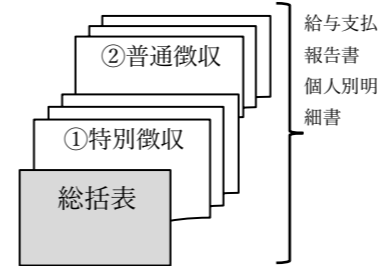 ②普通徴収
①特別徴収
総括表
給与支払
報告書
個人別明
細書